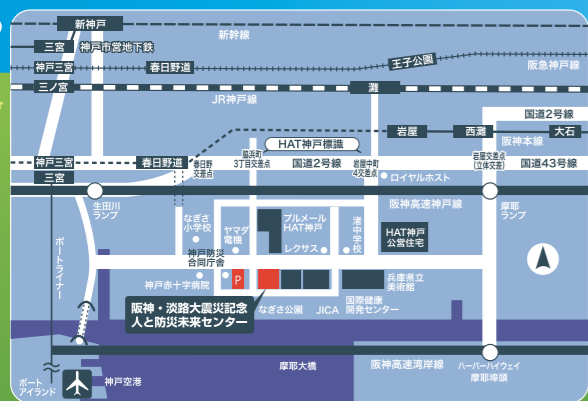 新神戸
新幹線
三宮
神戸市営地下鉄
神戸三宮
春日野道
王子公園
阪急神戸線
三ノ宮
灘
JR神戸線
国道2号線
岩屋
西灘
大石
阪神本線
HAT神戸標識
神戸三宮
春日野道
春日野
交差点
脇浜町
3丁目交差点
国道2号線
岩屋中町
4交差点
岩屋交差点
(立体交差)
国道43号線
三宮
ロイヤルホスト
生田川
ランプ
阪神高速神戸線
摩耶
ランプ
なぎさ
小学校
ヤマダ
電機
プルメール
HAT神戸
レクサス
渚中学校
HAT神戸
公営住宅
ポートライナー
神戸防災
合同庁舎
神戸赤十字病院
P
兵庫県立
美術館
阪神・淡路大震災記念
人と防災未来センター
なぎさ公園
JICA
国際健康
開発センター
摩耶大橋
阪神高速湾岸線
ハーバーハイウェイ
摩耶埠頭
ポート
アイランド
神戸空港